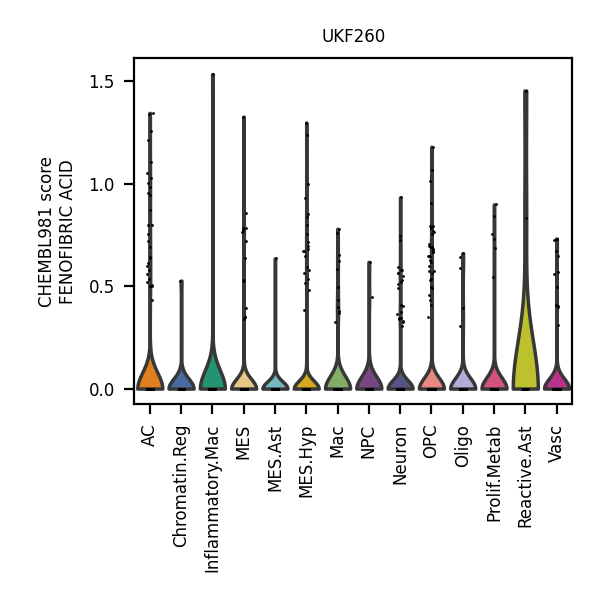 UKF260
CHEMBL981 score
FENOFIBRIC ACID
1.5
1.0
0.5
0.0
AC
Chromatin.Reg
Inflammatory.Mac
MES
MES.Ast
MES.Hyp
Mac
NPC
Neuron
OPC
Oligo
Prolif.Metab
Reactive.Ast
Vasc